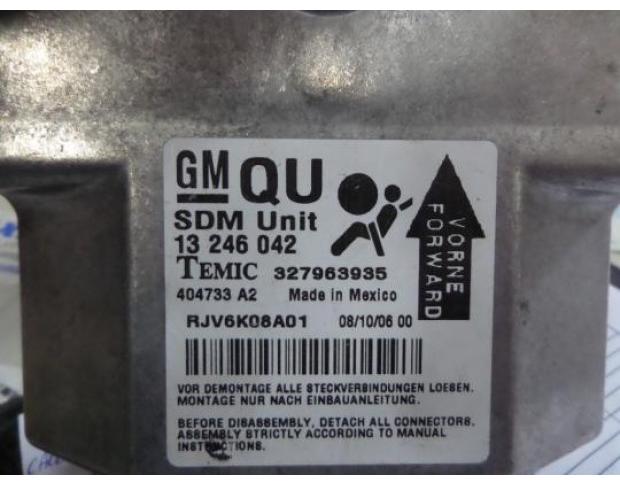 GM QU
SDM Unit
13 246 042
TEMIC 327963935
404733 A2 Made in Mexico
RJV6K08A01 08/10/06 00
VORNE
FORWARD
VOR DEMONTAGE ALLE STECKVERBINDUNGEN LOESEN.
MONTAGE NUR NACH EINBAUANLEITUNG.
BEFORE DISASSEMBLY, DETACH ALL CONNECTORS.
ASSEMBLY STRICTLY ACCORDING TO MANUAL
INSTRUCTIONS.